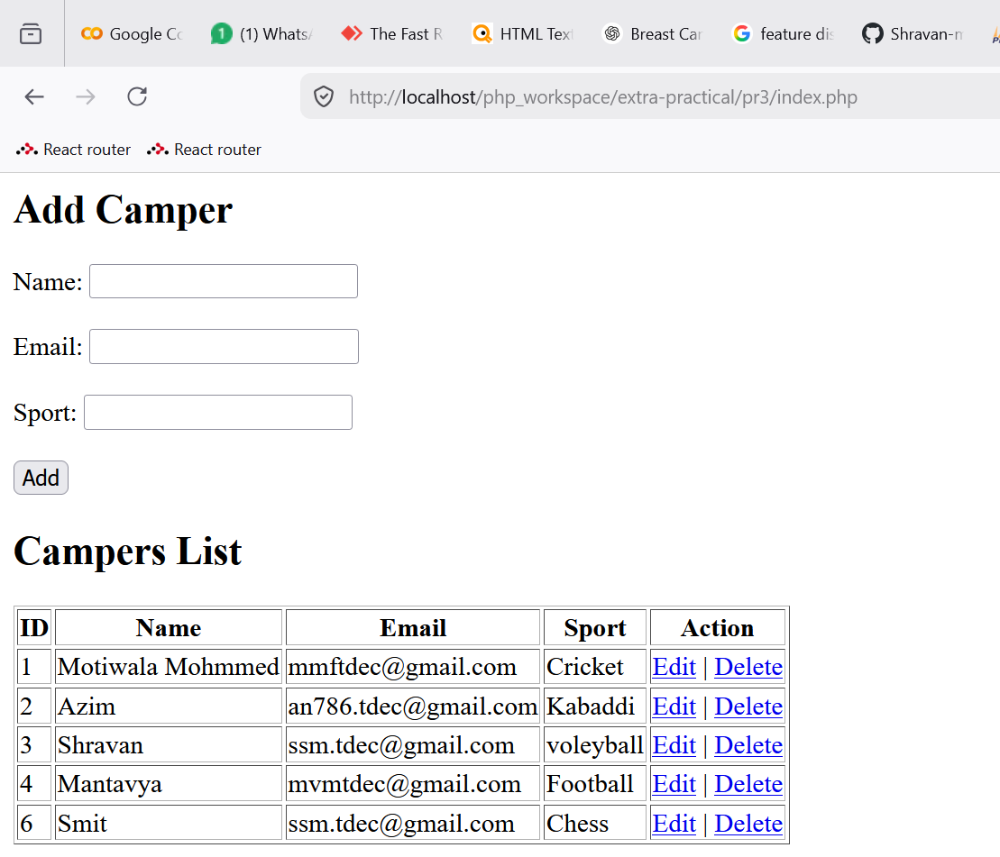 Google Co
1 (1) Whats
The Fast R
HTML Text
Breast Can
feature dis
Shravan-m
http://localhost/php_workspace/extra-practical/pr3/index.php
React router React router
Add Camper
Name:
Email:
Sport:
Add
Campers List
ID Name Email Sport Action
1 Motiwala Mohmmed mmftdec@gmail.com Cricket Edit | Delete
2 Azim an786.tdec@gmail.com Kabaddi Edit | Delete
3 Shravan ssm.tdec@gmail.com voleyball Edit | Delete
4 Mantavya mvmtdec@gmail.com Football Edit | Delete
6 Smit ssm.tdec@gmail.com Chess Edit | Delete